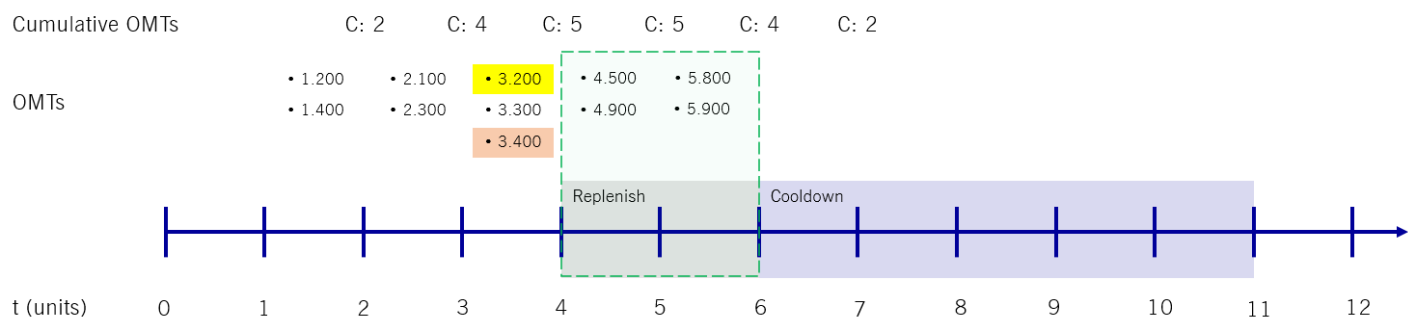 Cumulative OMTs C: 2 C: 4 C: 5 C: 5 C: 4 C: 2
• 1.200 • 2.100 • 3.200 • 4.500 • 5.800
OMTs
• 1.400 • 2.300 • 3.300 • 4.900 • 5.900
• 3.400
Replenish Cooldown
t (units) 0 1 2 3 4 5 6 7 8 9 10 11 12